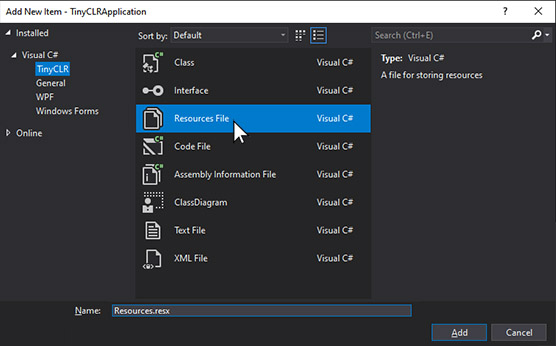 Add New Item - TinyCLRApplication
? X
Installed
Visual C#
TinyCLR
General
WPF
Windows Forms
Online
Sort by: Default
Class Visual C#
Interface Visual C#
Resources File Visual C#
Code File Visual C#
Assembly Information File Visual C#
ClassDiagram Visual C#
Text File Visual C#
XML File Visual C#
Search (Ctrl+E)
Type: Visual C#
A file for storing resources
Name: Resources.resx
Add Cancel